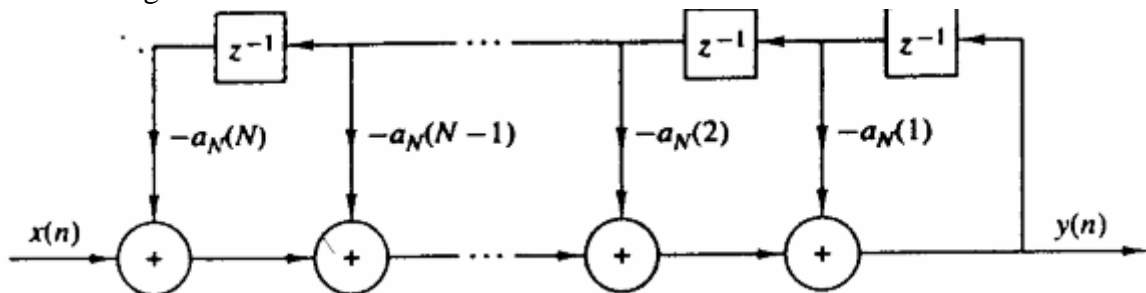 z⁻¹ ... z⁻¹ z⁻¹
−a_N(N) −a_N(N − 1) −a_N(2) −a_N(1)
x(n) y(n)
+ + ... + +